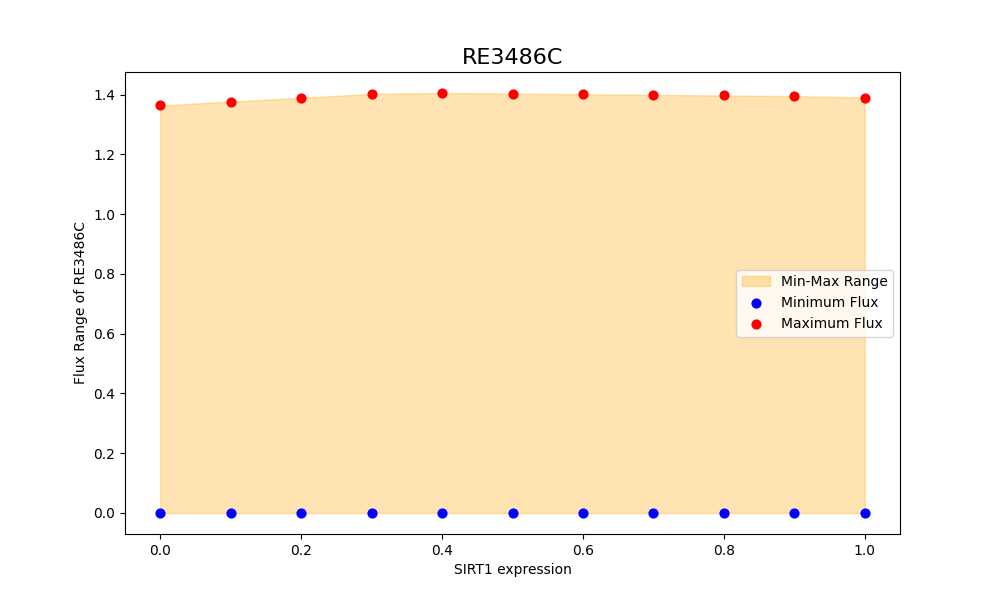 RE3486C
Flux Range of RE3486C
1.4
1.2
1.0
0.8
0.6
0.4
0.2
0.0
Min-Max Range
Minimum Flux
Maximum Flux
0.0 0.2 0.4 0.6 0.8 1.0
SIRT1 expression